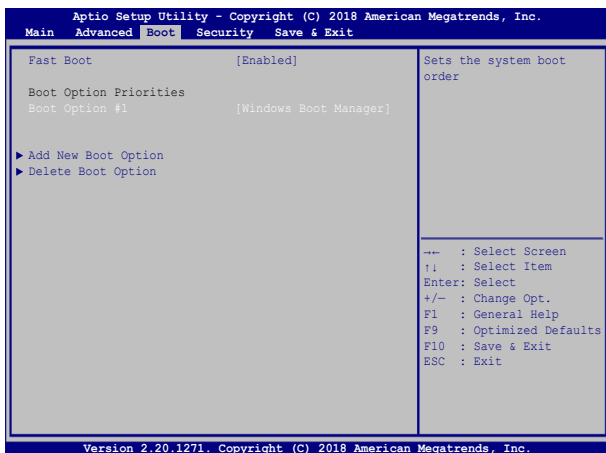 Aptio Setup Utility - Copyright (C) 2018 American Megatrends, Inc.
Main Advanced Boot Security Save & Exit
Fast Boot [Enabled]
Boot Option Priorities
Boot Option #1 [Windows Boot Manager]
▶ Add New Boot Option
▶ Delete Boot Option
Sets the system boot
order
→← : Select Screen
↑↓ : Select Item
Enter: Select
+/— : Change Opt.
F1 : General Help
F9 : Optimized Defaults
F10 : Save & Exit
ESC : Exit
Version 2.20.1271. Copyright (C) 2018 American Megatrends, Inc.